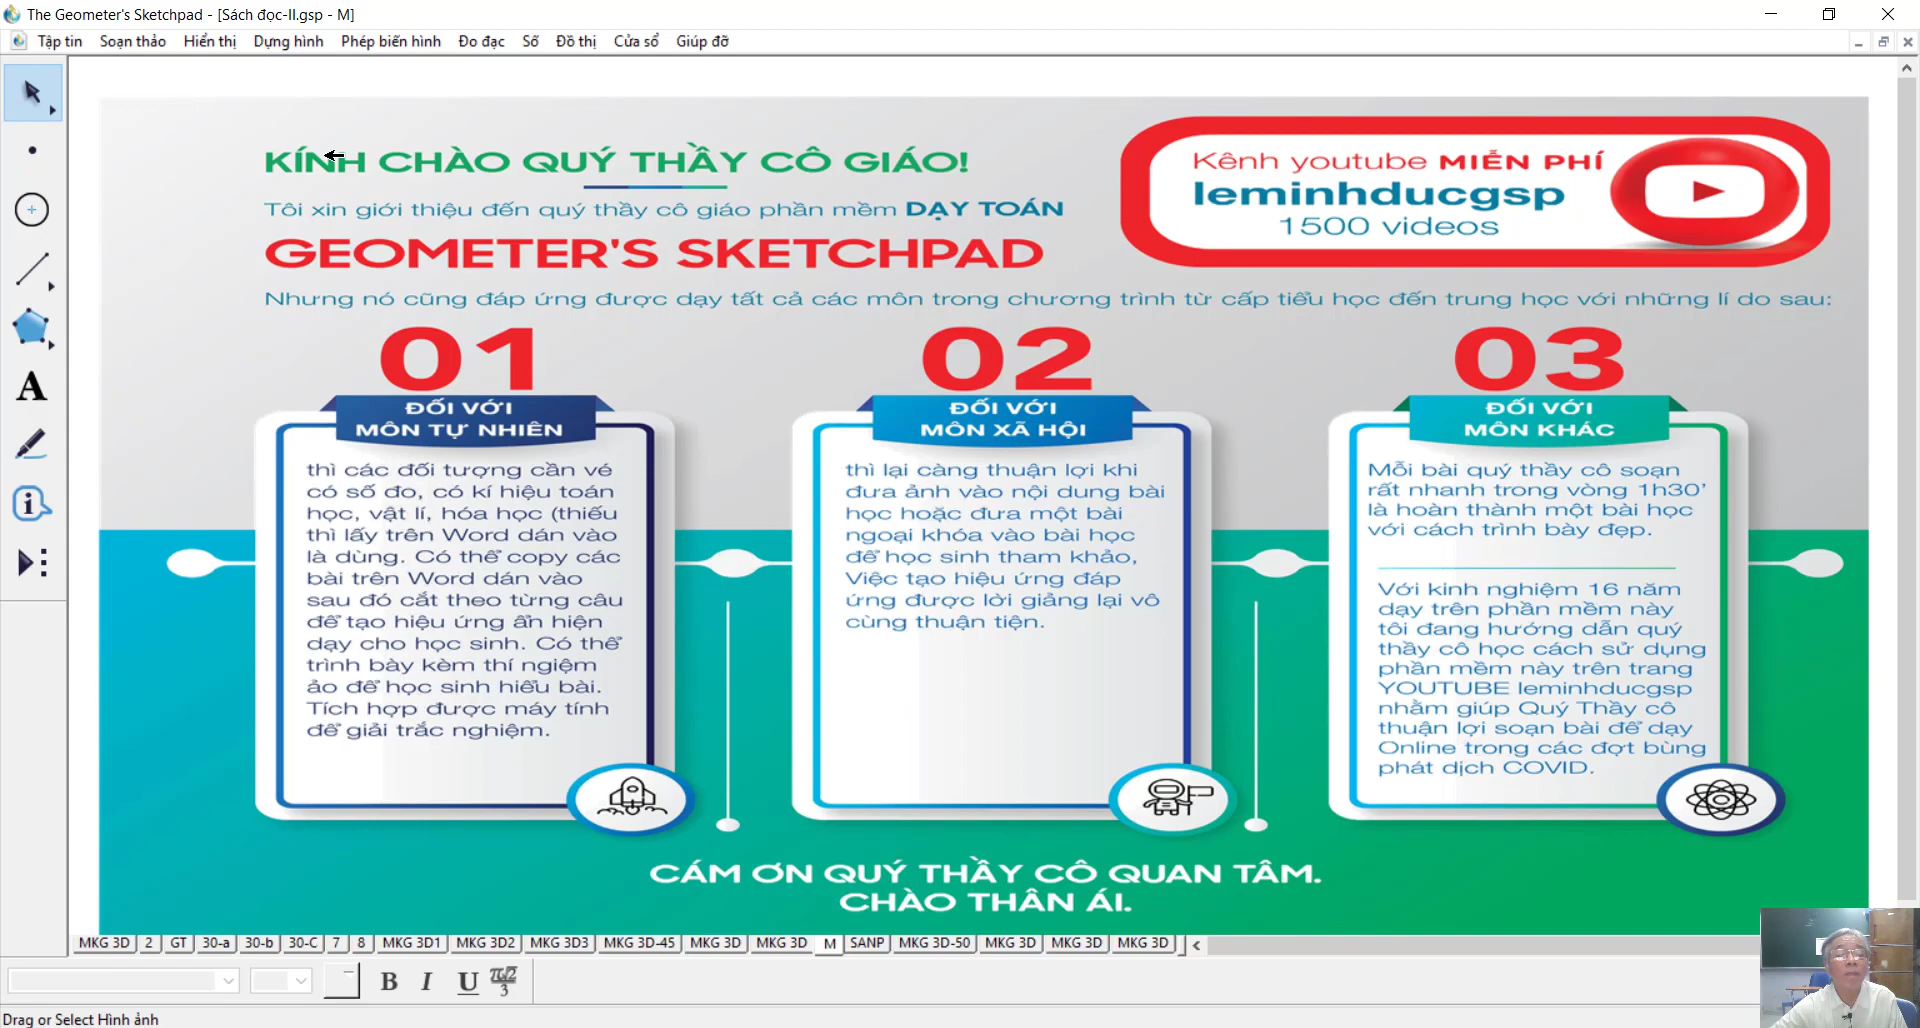 The Geometer's Sketchpad - [Sách đọc-II.gsp - M]
Tập tin Soạn thảo Hiển thị Dựng hình Phép biến hình Đo đạc Số Đồ thị Cửa sổ Giúp đỡ
KÍNH CHÀO QUÝ THẦY CÔ GIÁO!
Tôi xin giới thiệu đến quý thầy cô giáo phần mềm DẠY TOÁN
GEOMETER'S SKETCHPAD
Kênh youtube MIỄN PHÍ
leminhducgsp
1500 videos
Nhưng nó cũng đáp ứng được dạy tất cả các môn trong chương trình từ cấp tiểu học đến trung học với những lí do sau:
01
ĐỐI VỚI
MÔN TỰ NHIÊN
thì các đối tượng cần vé
có số đo, có kí hiệu toán
học, vật lí, hóa học (thiếu
thì lấy trên Word dán vào
là dùng. Có thể copy các
bài trên Word dán vào
sau đó cắt theo từng câu
để tạo hiệu ứng ẩn hiện
dạy cho học sinh. Có thể
trình bày kèm thí ngiệm
ảo để học sinh hiểu bài.
Tích hợp được máy tính
để giải trắc nghiệm.
02
ĐỐI VỚI
MÔN XÃ HỘI
thì lại càng thuận lợi khi
đưa ảnh vào nội dung bài
học hoặc đưa một bài
ngoại khóa vào bài học
để học sinh tham khảo,
Việc tạo hiệu ứng đáp
ứng được lời giảng lại vô
cùng thuận tiện.
03
ĐỐI VỚI
MÔN KHÁC
Mỗi bài quý thầy cô soạn
rất nhanh trong vòng 1h30'
là hoàn thành một bài học
với cách trình bày đẹp.
Với kinh nghiệm 16 năm
dạy trên phần mềm này
tôi đang hướng dẫn quý
thầy cô học cách sử dụng
phần mềm này trên trang
YOUTUBE leminhducgsp
nhằm giúp Quý Thầy cô
thuận lợi soạn bài để dạy
Online trong các đợt bùng
phát dịch COVID.
CÁM ƠN QUÝ THẦY CÔ QUAN TÂM.
CHÀO THÂN ÁI.
MKG 3D 2 GT 30-a 30-b 30-C 7 8 MKG 3D1 MKG 3D2 MKG 3D3 MKG 3D-45 MKG 3D MKG 3D M SANP MKG 3D-50 MKG 3D MKG 3D MKG 3D
B I U π√2/3
Drag or Select Hình ảnh